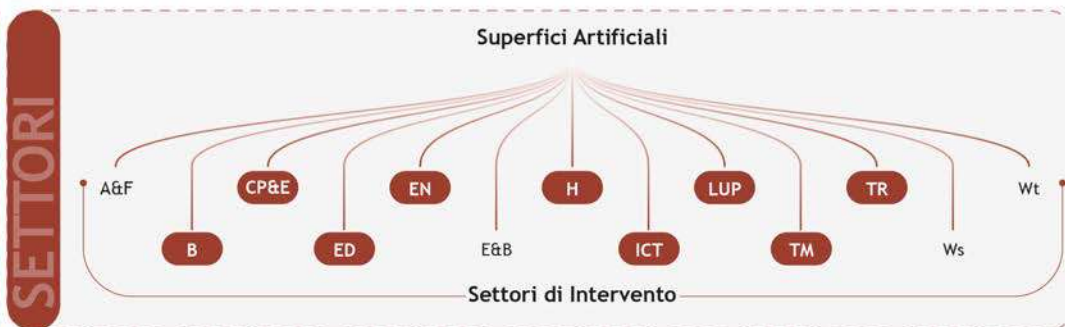 SETTORI
Superfici Artificiali
A&F
CP&E
EN
H
LUP
TR
Wt
B
ED
E&B
ICT
TM
Ws
Settori di Intervento